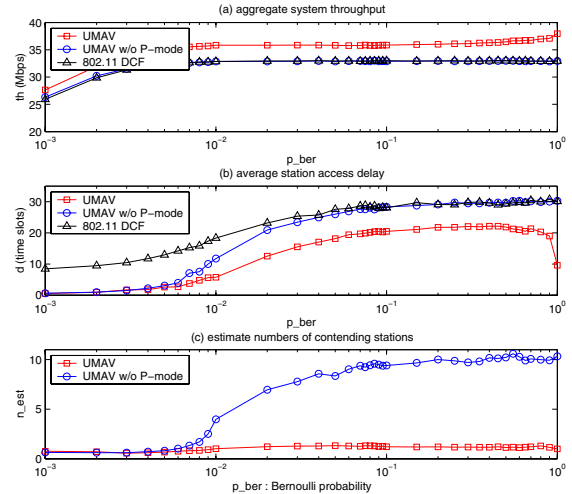 (a) aggregate system throughput
UMAV
UMAV w/o P-mode
802.11 DCF
th (Mbps)
40
35
30
25
20
10^-3
10^-2
10^-1
10^0
p_ber
(b) average station access delay
UMAV
UMAV w/o P-mode
802.11 DCF
d (time slots)
30
20
10
0
10^-3
10^-2
10^-1
10^0
p_ber
(c) estimate numbers of contending stations
UMAV
UMAV w/o P-mode
n_est
10
5
0
10^-3
10^-2
10^-1
10^0
p_ber : Bernoulli probability